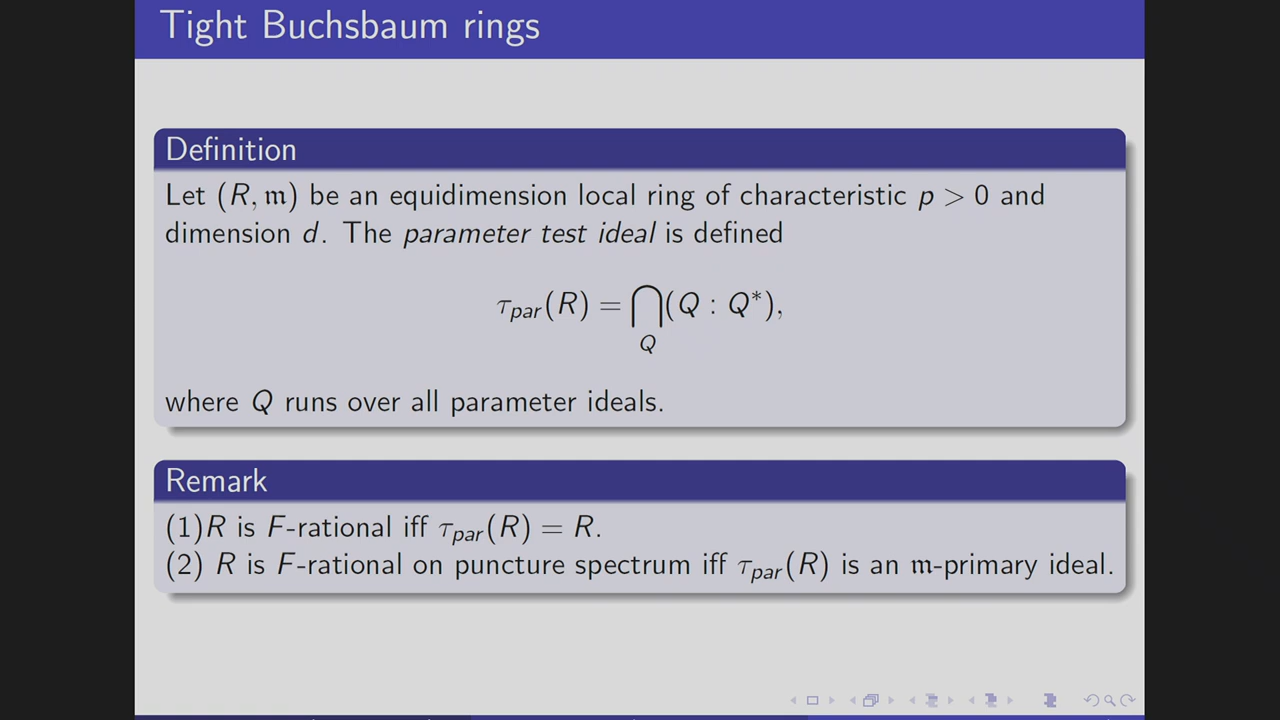 Tight Buchsbaum rings
Definition
Let (R, 𝔪) be an equidimension local ring of characteristic p > 0 and
dimension d. The parameter test ideal is defined
τ_par(R) = ⋂_Q (Q : Q*),
where Q runs over all parameter ideals.
Remark
(1)R is F-rational iff τ_par(R) = R.
(2) R is F-rational on puncture spectrum iff τ_par(R) is an 𝔪-primary ideal.